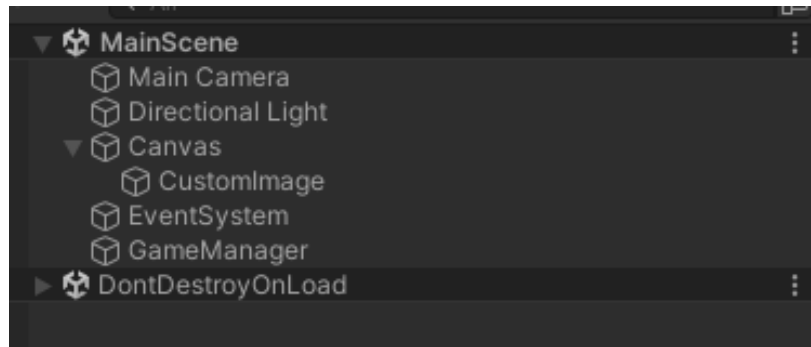 MainScene
Main Camera
Directional Light
Canvas
CustomImage
EventSystem
GameManager
DontDestroyOnLoad